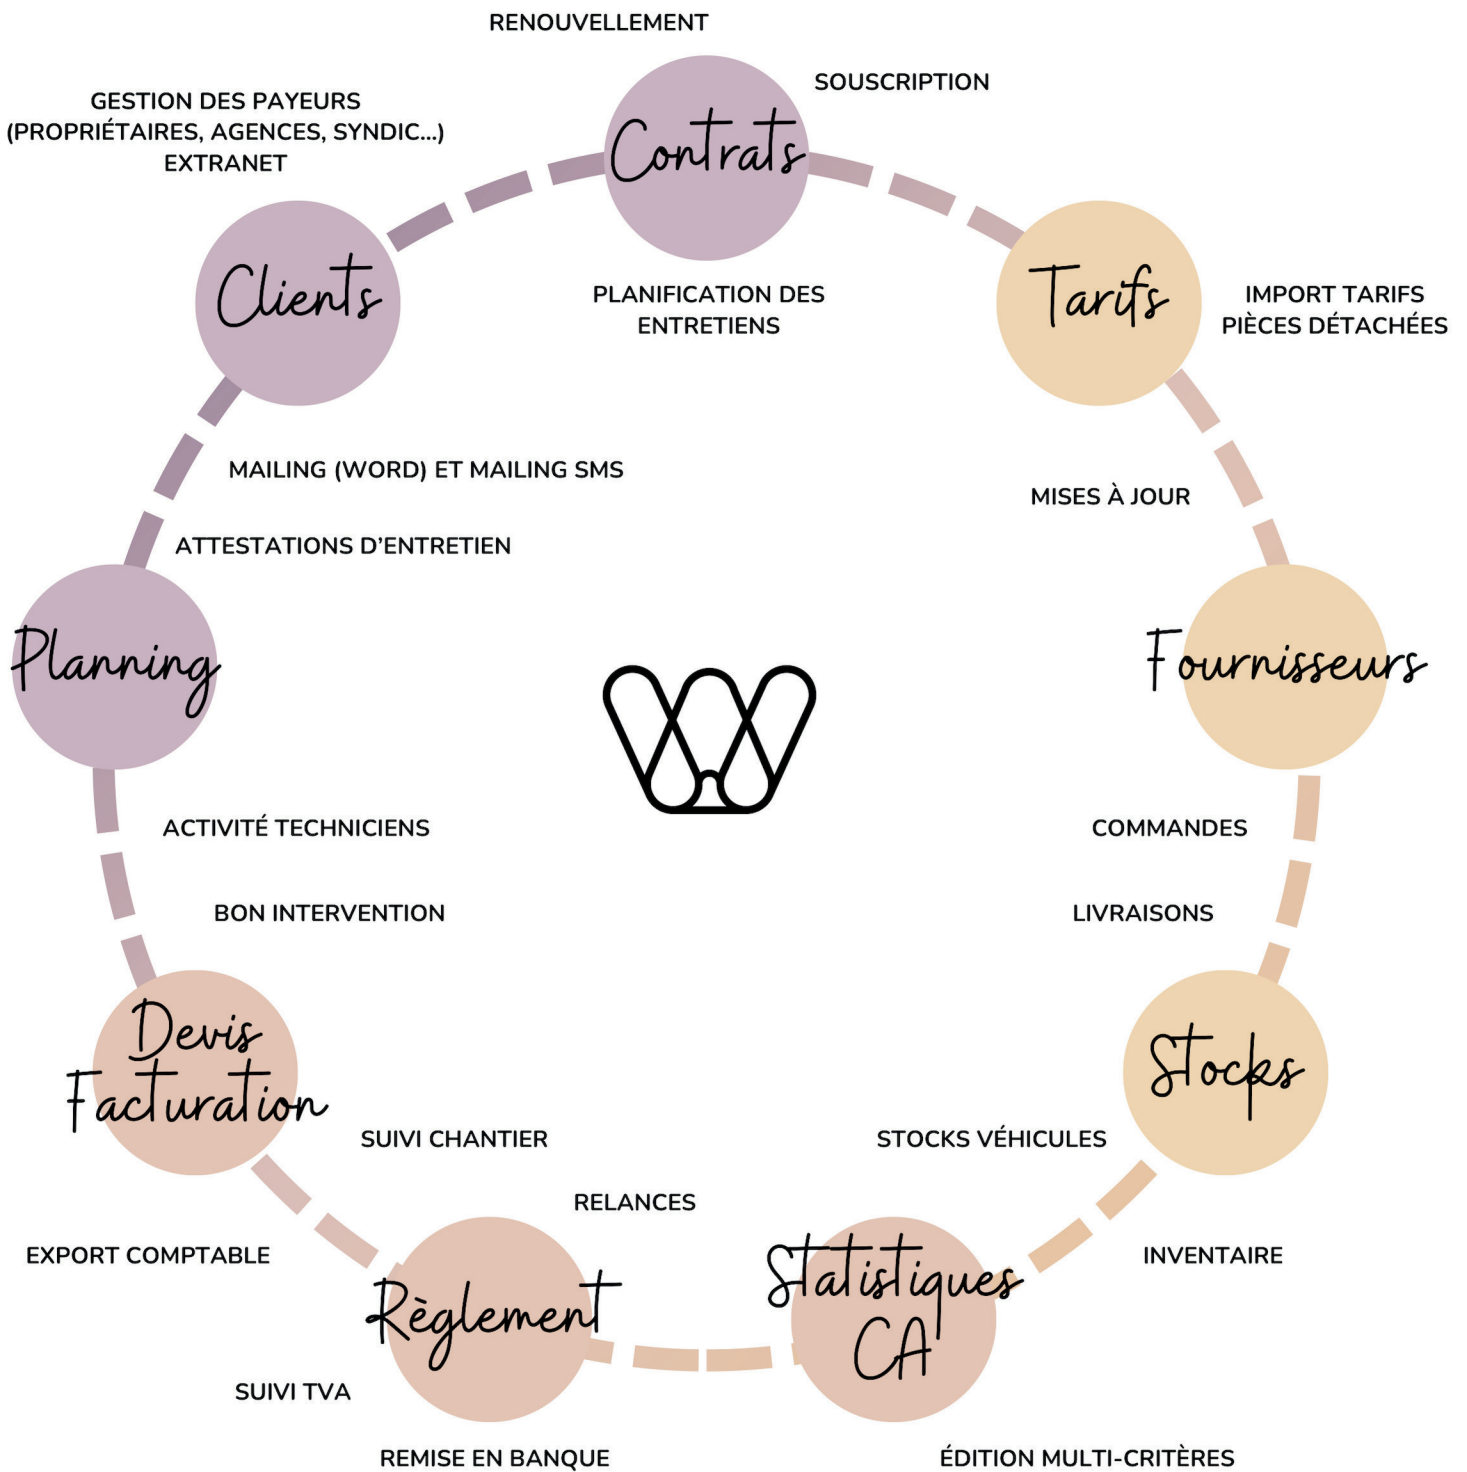 RENOUVELLEMENT
SOUSCRIPTION
GESTION DES PAYEURS
(PROPRIÉTAIRES, AGENCES, SYNDIC...)
EXTRANET
Contrats
Clients
Tarifs
PLANIFICATION DES
ENTRETIENS
IMPORT TARIFS
PIÈCES DÉTACHÉES
MAILING (WORD) ET MAILING SMS
MISES À JOUR
ATTESTATIONS D'ENTRETIEN
Planning
Fournisseurs
ACTIVITÉ TECHNICIENS
COMMANDES
BON INTERVENTION
LIVRAISONS
Devis
Facturation
Stocks
SUIVI CHANTIER
STOCKS VÉHICULES
RELANCES
EXPORT COMPTABLE
INVENTAIRE
Règlement
Statistiques
CA
SUIVI TVA
REMISE EN BANQUE
ÉDITION MULTI-CRITÈRES